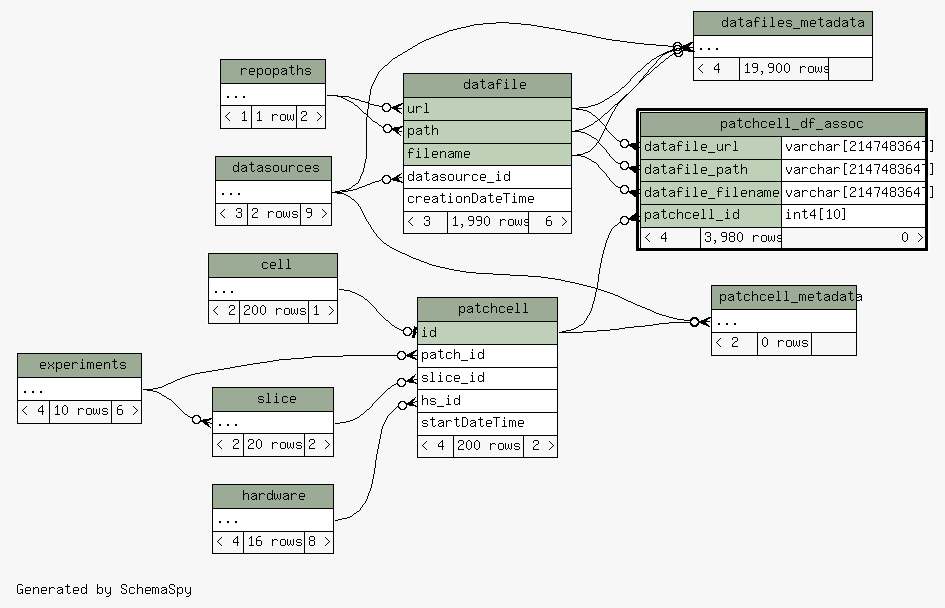 datafiles_metadata
...
< 4 19,900 rows
repopaths
...
< 1 1 row 2 >
datafile
url
path
filename
datasource_id
creationDateTime
< 3 1,990 rows 6 >
patchcell_df_assoc
datafile_url varchar[2147483647]
datafile_path varchar[2147483647]
datafile_filename varchar[2147483647]
patchcell_id int4[10]
< 4 3,980 rows 0 >
datasources
...
< 3 2 rows 9 >
cell
...
< 2 200 rows 1 >
patchcell_metadata
...
< 2 0 rows
patchcell
id
patch_id
slice_id
hs_id
startDateTime
< 4 200 rows 2 >
experiments
...
< 4 10 rows 6 >
slice
...
< 2 20 rows 2 >
hardware
...
< 4 16 rows 8 >
Generated by SchemaSpy